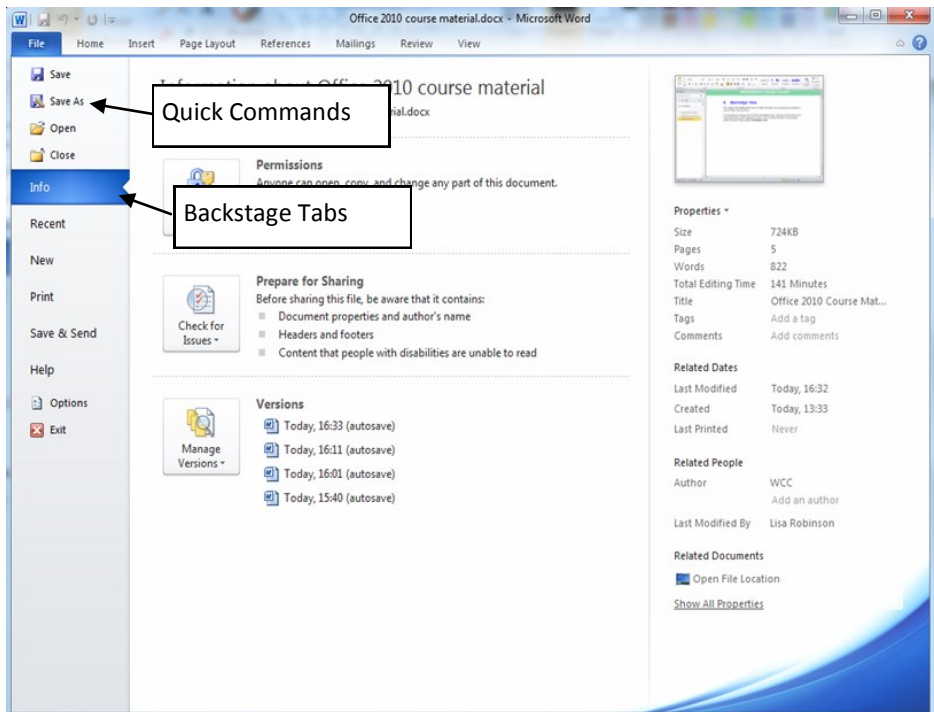 Office 2010 course material.docx - Microsoft Word
File Home Insert Page Layout References Mailings Review View
Save
Save As
Open
Close
Info
Recent
New
Print
Save & Send
Help
Options
Exit
Information about Office 2010 course material
rial.docx
Quick Commands
Permissions
Anyone can open, copy, and change any part of this document.
Backstage Tabs
Check for
Issues
Prepare for Sharing
Before sharing this file, be aware that it contains:
Document properties and author's name
Headers and footers
Content that people with disabilities are unable to read
Manage
Versions
Versions
Today, 16:33 (autosave)
Today, 16:11 (autosave)
Today, 16:01 (autosave)
Today, 15:40 (autosave)
Backstage View
Properties
Size 724KB
Pages 5
Words 822
Total Editing Time 141 Minutes
Title Office 2010 Course Mat...
Tags Add a tag
Comments Add comments
Related Dates
Last Modified Today, 16:32
Created Today, 13:33
Last Printed Never
Related People
Author WCC
Add an author
Last Modified By Lisa Robinson
Related Documents
Open File Location
Show All Properties